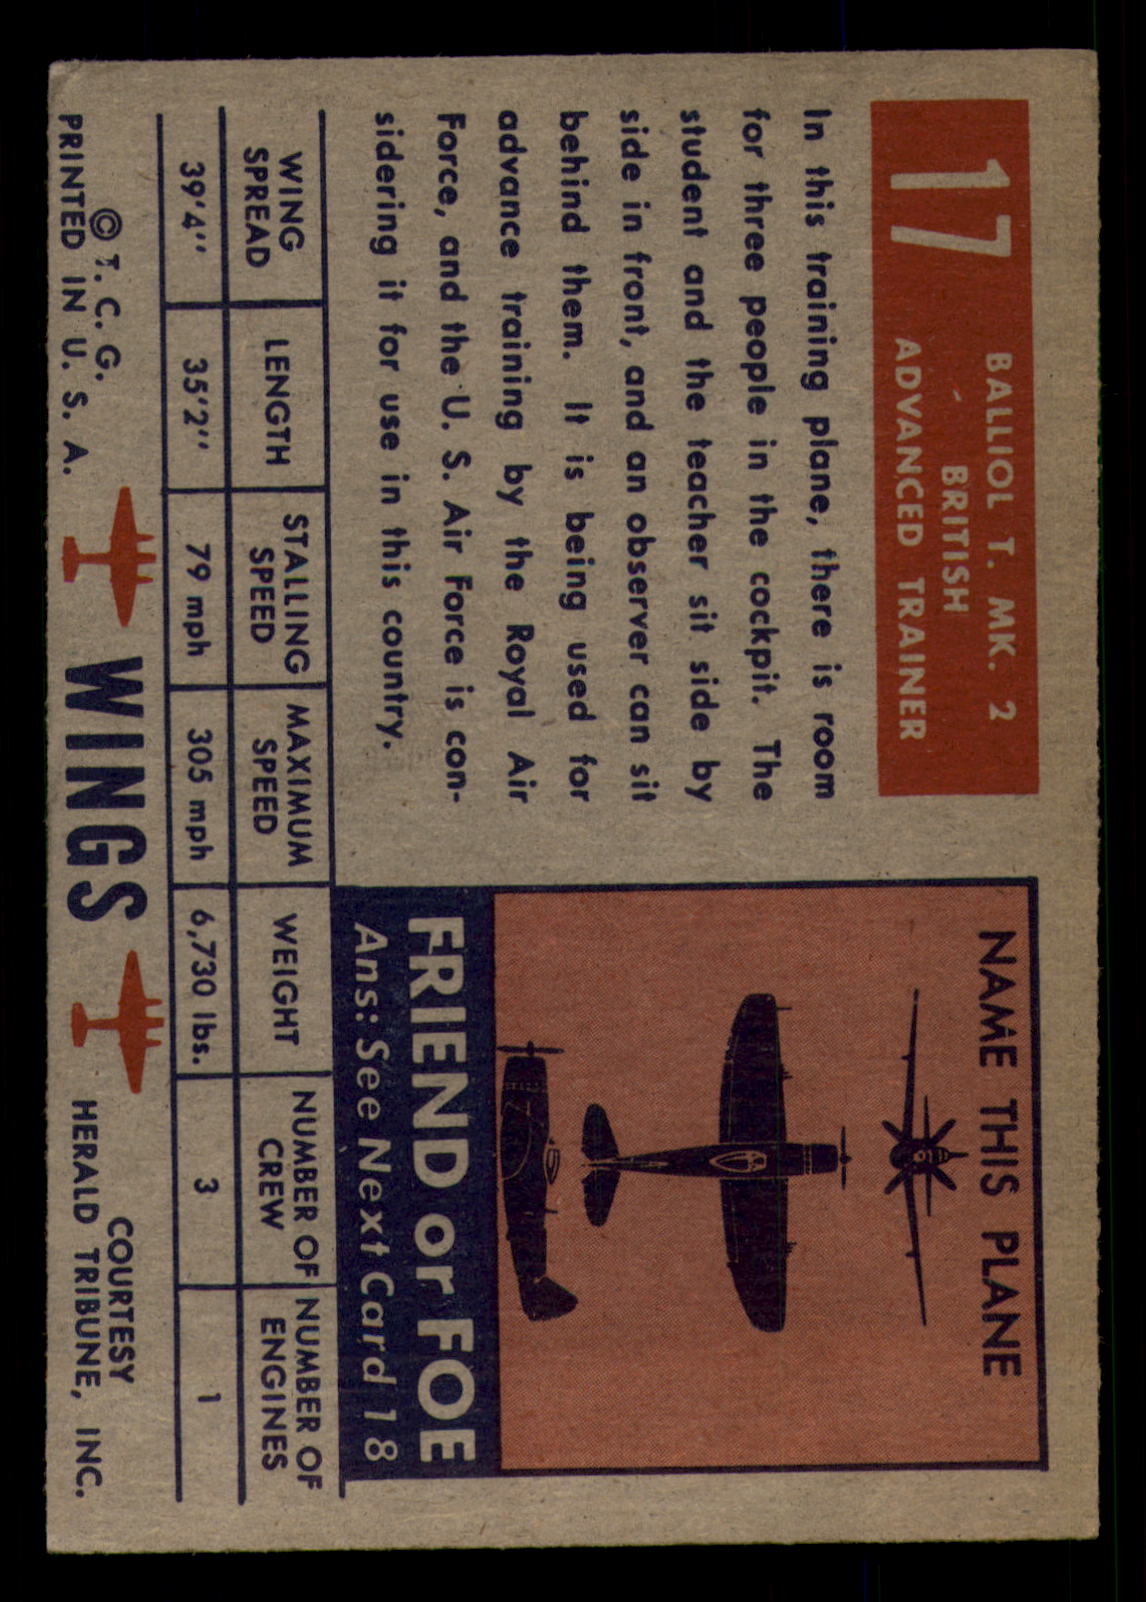 17
BALLIOL T. MK. 2
BRITISH
ADVANCED TRAINER
In this training plane, there is room
for three people in the cockpit. The
student and the teacher sit side by
side in front, and an observer can sit
behind them. It is being used for
advance training by the Royal Air
Force, and the U. S. Air Force is con-
sidering it for use in this country.
NAME THIS PLANE
FRIEND or FOE
Ans: See Next Card 18
WING SPREAD
LENGTH
STALLING SPEED
MAXIMUM SPEED
WEIGHT
NUMBER OF CREW
NUMBER OF ENGINES
39'4''
35'2''
79 mph
305 mph
6,730 lbs.
3
1
© T. C. G.
PRINTED IN U. S. A.
WINGS
COURTESY
HERALD TRIBUNE, INC.